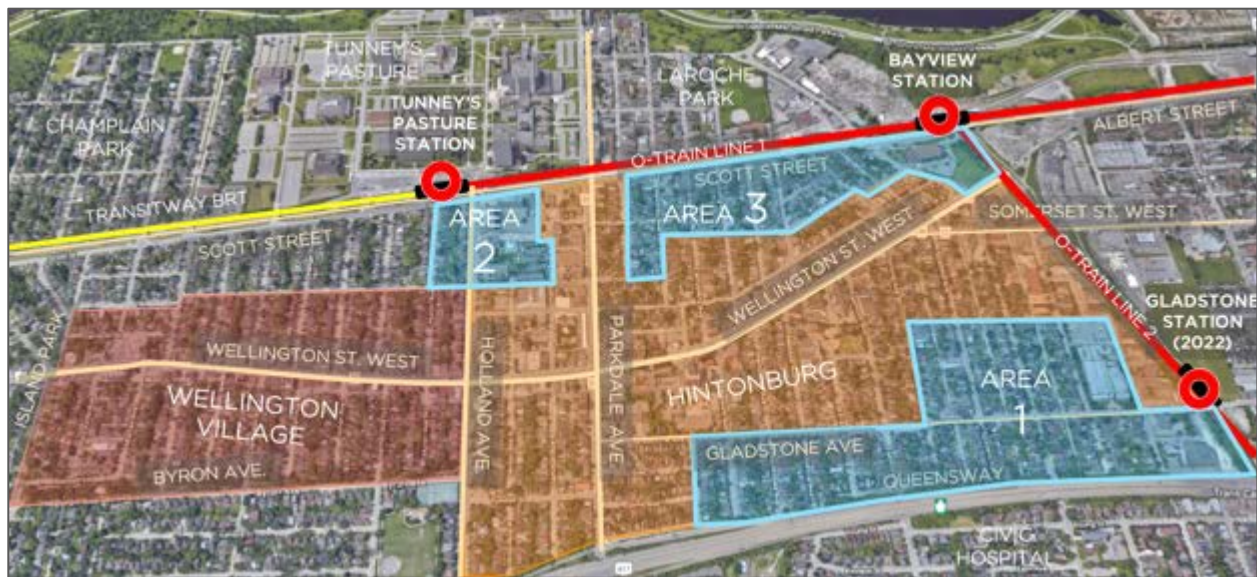 TUNNEY'S
PASTURE
LAROCHE
PARK
BAYVIEW
STATION
CHAMPLAIN
PARK
TUNNEY'S
PASTURE
STATION
ALBERT STREET
O-TRAIN LINE 1
SCOTT STREET
TRANSITWAY BRT
SCOTT STREET
AREA
2
AREA 3
SOMERSET ST. WEST
WELLINGTON ST. WEST
O-TRAIN LINE 2
GLADSTONE
STATION
(2022)
ISLAND PARK
WELLINGTON ST. WEST
HOLLAND AVE
PARKDALE AVE
HINTONBURG
AREA
1
WELLINGTON
VILLAGE
BYRON AVE.
GLADSTONE AVE
QUEENSWAY
CIVIC
HOSPITAL
417